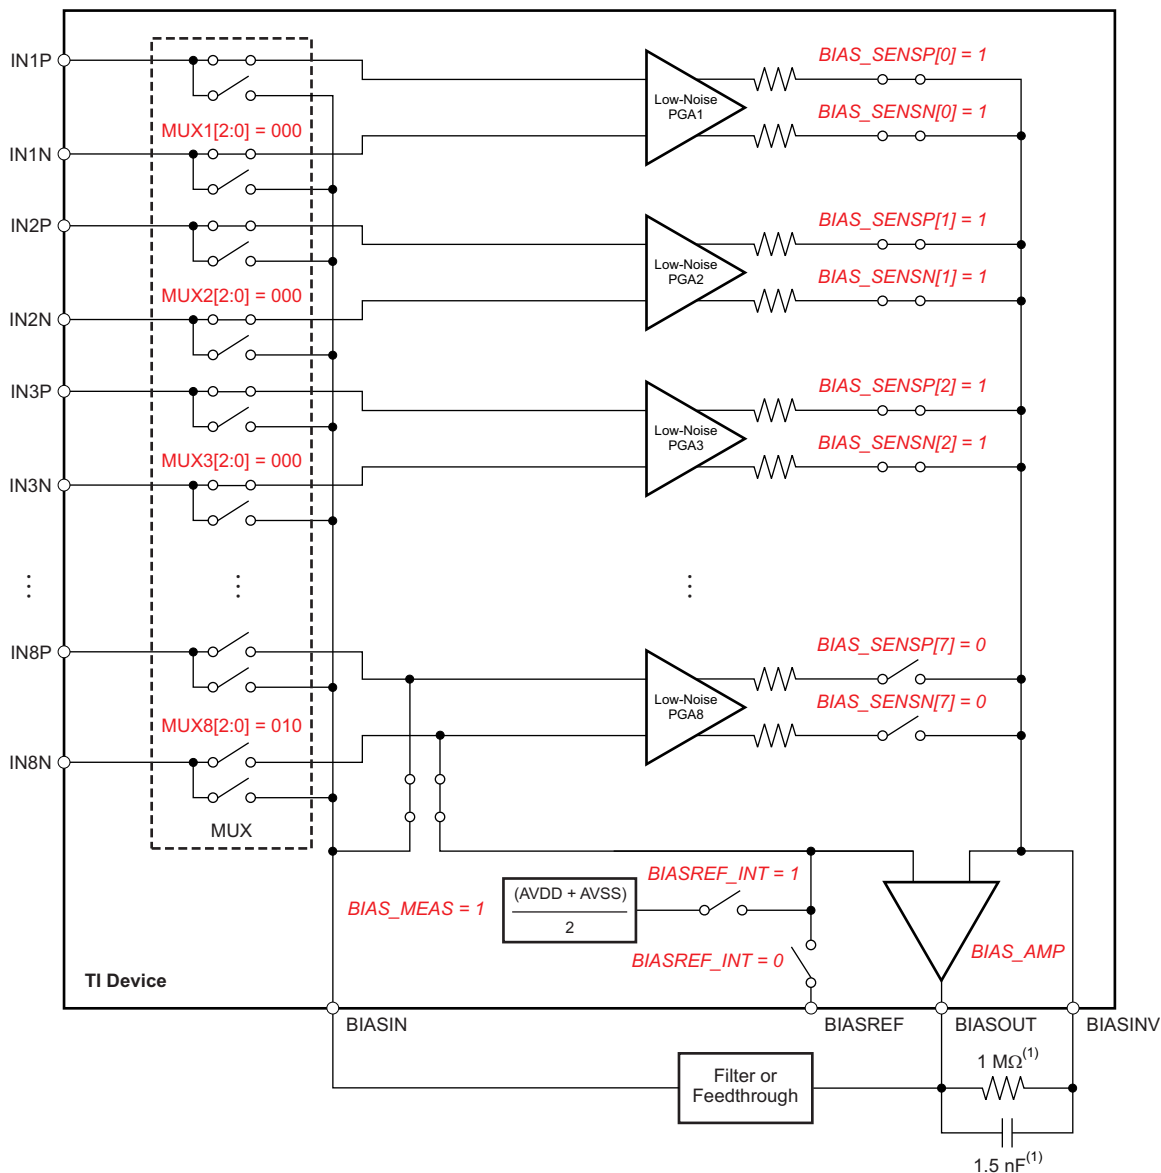 IN1P
BIAS_SENSP[0] = 1
Low-Noise
PGA1
BIAS_SENSN[0] = 1
MUX1[2:0] = 000
IN1N
IN2P
BIAS_SENSP[1] = 1
Low-Noise
PGA2
BIAS_SENSN[1] = 1
MUX2[2:0] = 000
IN2N
IN3P
BIAS_SENSP[2] = 1
Low-Noise
PGA3
BIAS_SENSN[2] = 1
MUX3[2:0] = 000
IN3N
IN8P
BIAS_SENSP[7] = 0
Low-Noise
PGA8
BIAS_SENSN[7] = 0
MUX8[2:0] = 010
IN8N
MUX
BIASREF_INT = 1
(AVDD + AVSS)
2
BIAS_MEAS = 1
BIASREF_INT = 0
BIAS_AMP
TI Device
BIASIN
BIASREF
BIASOUT
BIASINV
Filter or
Feedthrough
1 MΩ(1)
1.5 nF(1)